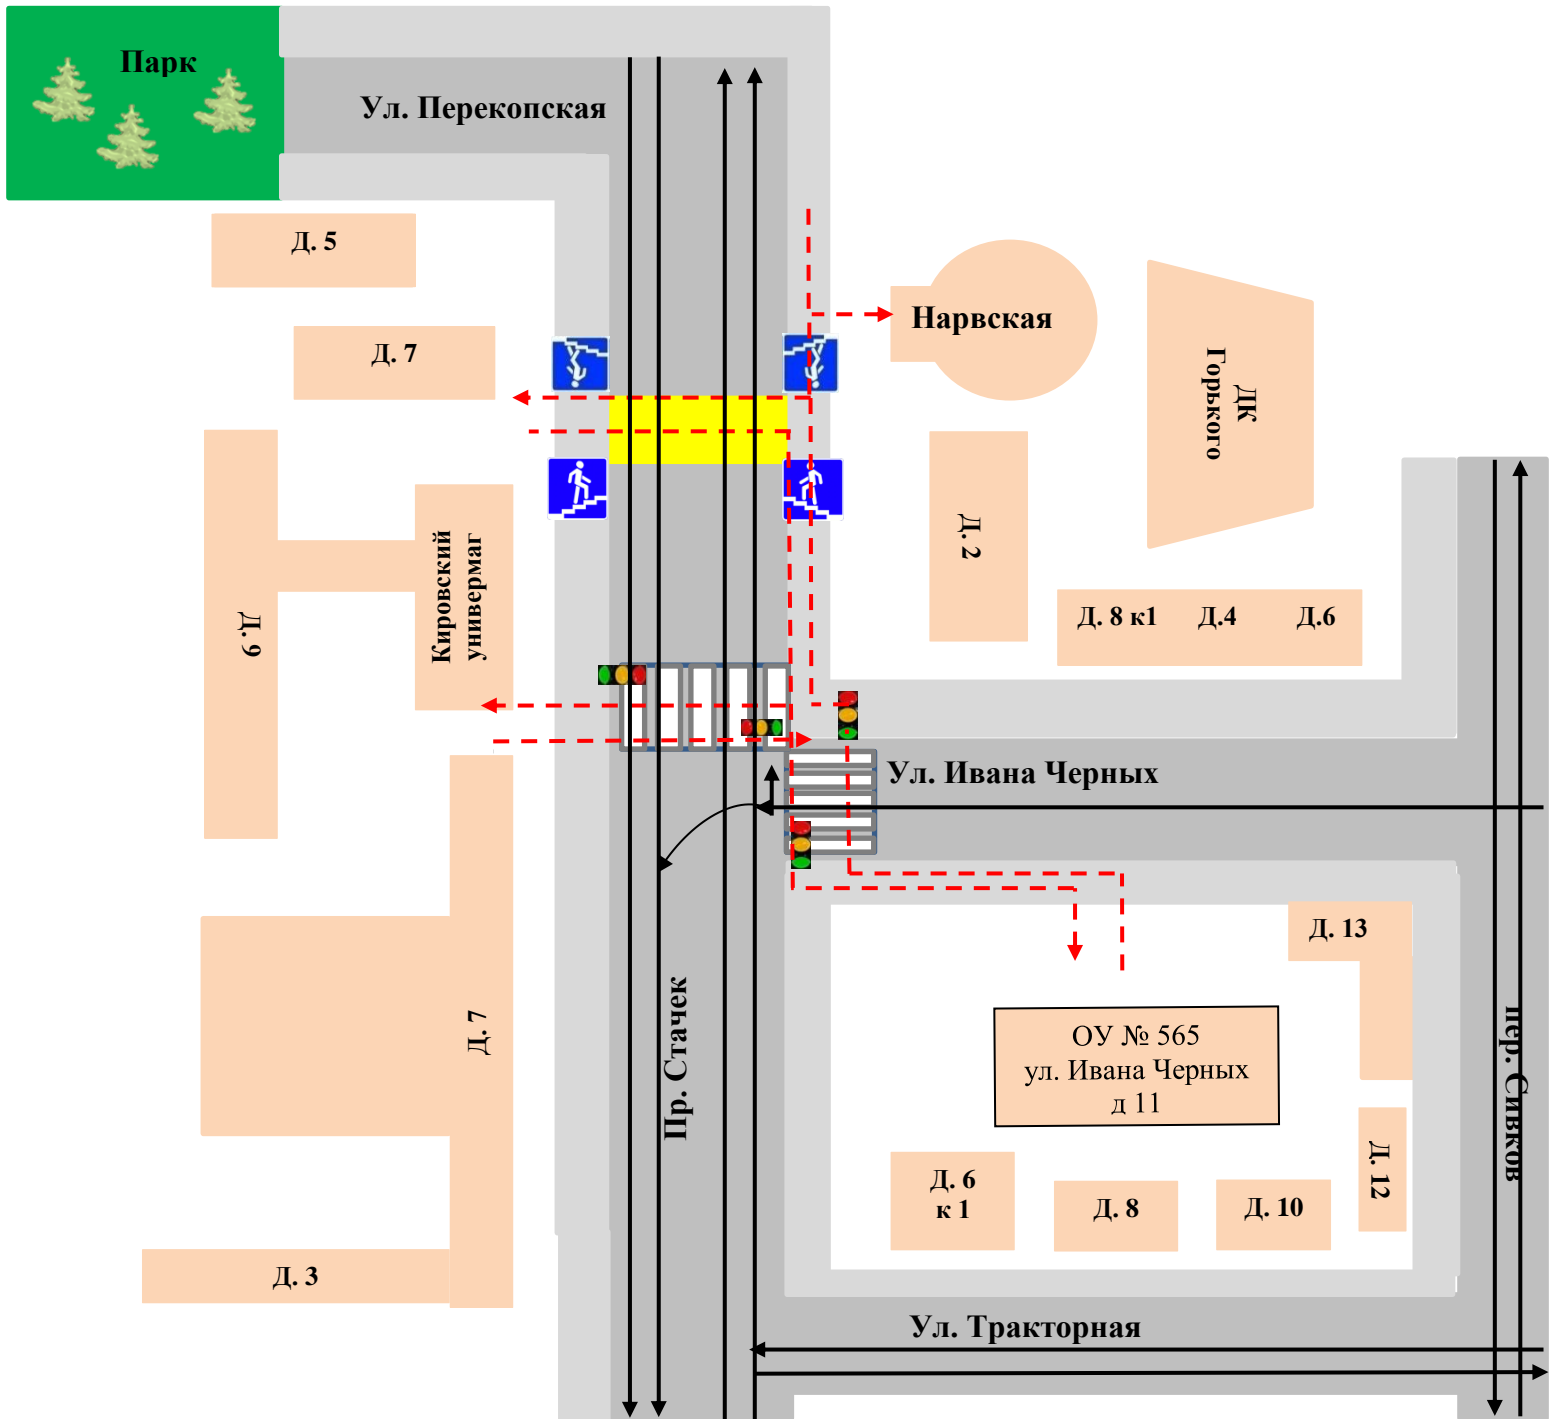 Парк
Ул. Перекопская
Д. 5
Нарвская
Д. 7
ДК
Горького
Д. 2
Кировский
универмаг
Д. 9
Д. 8 к1
Д.4
Д.6
Ул. Ивана Черных
Д. 13
Д. 7
Пр. Стачек
ОУ № 565
ул. Ивана Черных
д 11
пер. Сивков
Д. 12
Д. 6
к 1
Д. 8
Д. 10
Д. 3
Ул. Тракторная